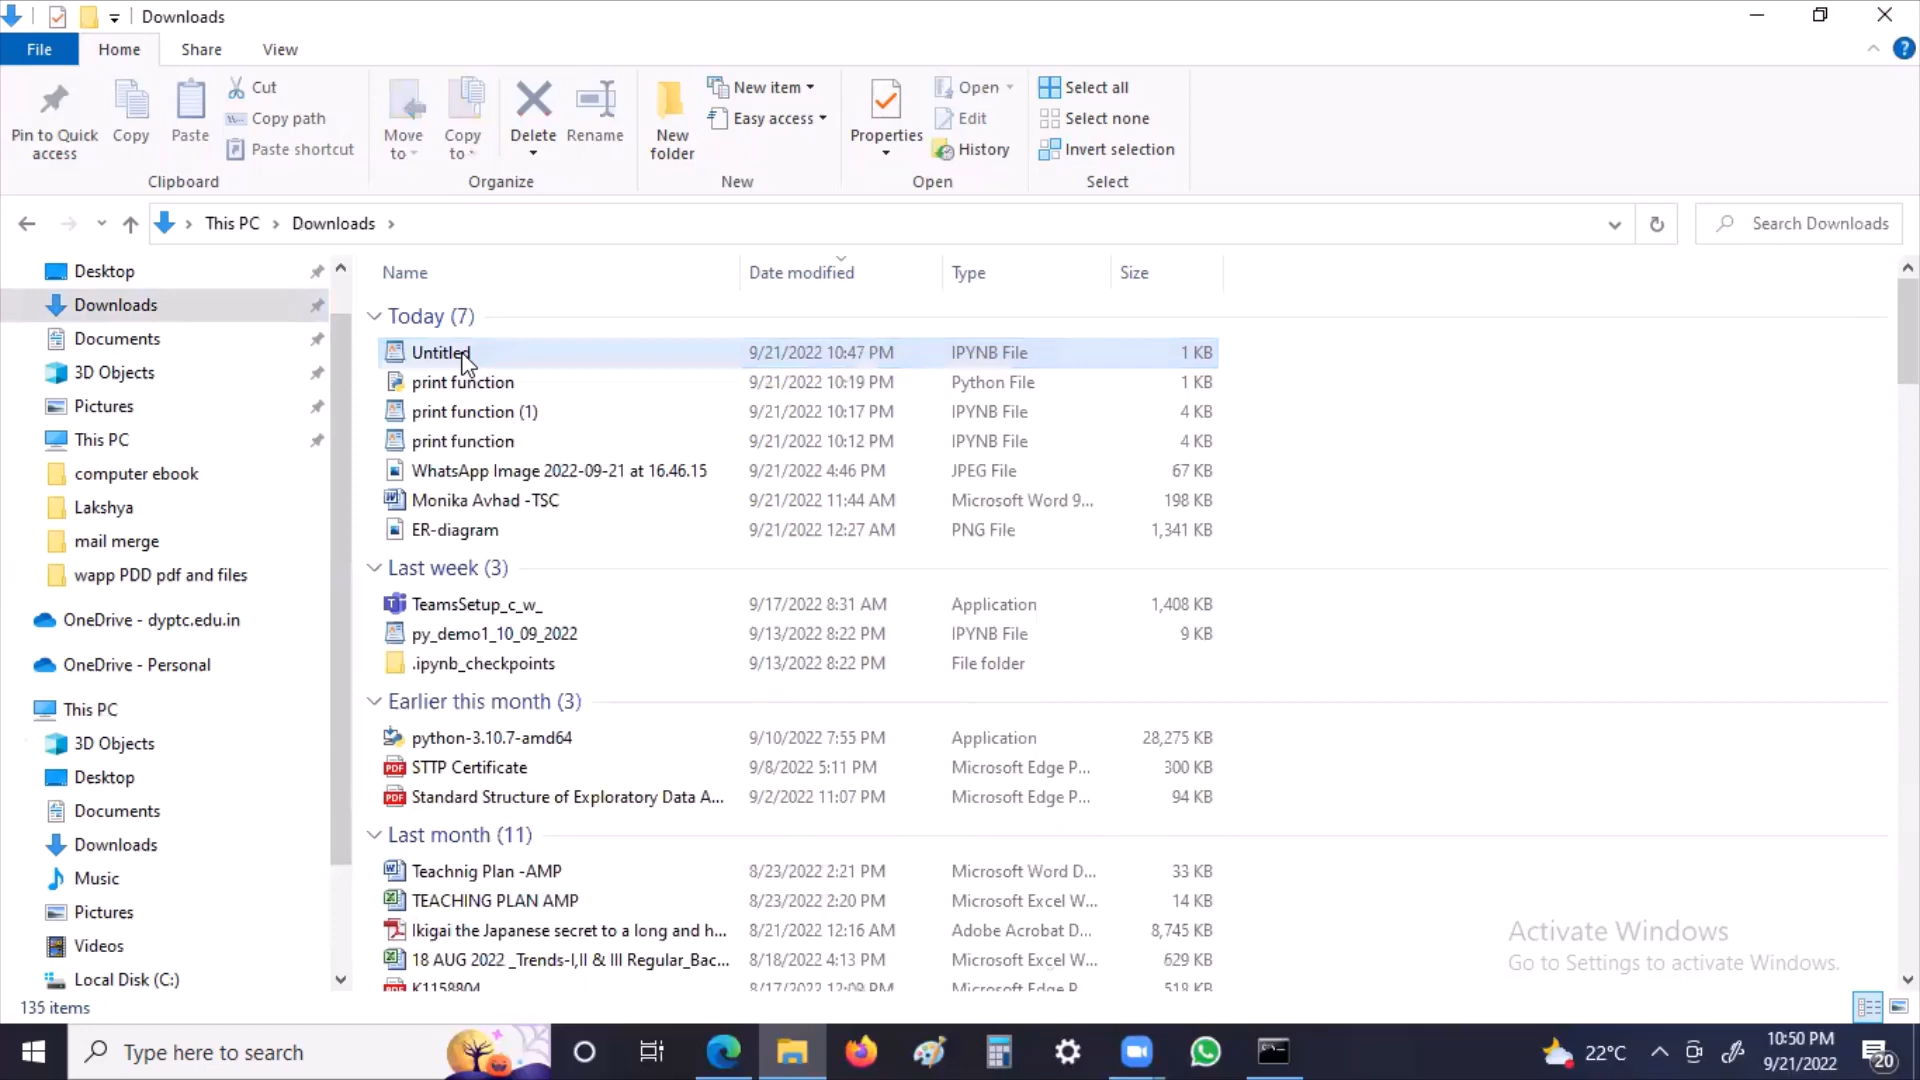 Downloads
File Home Share View
Pin to Quick access
Copy
Paste
Cut
Copy path
Paste shortcut
Clipboard
Move to
Copy to
Delete
Rename
Organize
New folder
New item
Easy access
New
Properties
Open
Edit
History
Open
Select all
Select none
Invert selection
Select
This PC > Downloads >
Search Downloads
Desktop
Downloads
Documents
3D Objects
Pictures
This PC
computer ebook
Lakshya
mail merge
wapp PDD pdf and files
OneDrive - dyptc.edu.in
OneDrive - Personal
This PC
3D Objects
Desktop
Documents
Downloads
Music
Pictures
Videos
Local Disk (C:)
Name Date modified Type Size
Today (7)
Untitled 9/21/2022 10:47 PM IPYNB File 1 KB
print function 9/21/2022 10:19 PM Python File 1 KB
print function (1) 9/21/2022 10:17 PM IPYNB File 4 KB
print function 9/21/2022 10:12 PM IPYNB File 4 KB
WhatsApp Image 2022-09-21 at 16.46.15 9/21/2022 4:46 PM JPEG File 67 KB
Monika Avhad -TSC 9/21/2022 11:44 AM Microsoft Word 9... 198 KB
ER-diagram 9/21/2022 12:27 AM PNG File 1,341 KB
Last week (3)
TeamsSetup_c_w_ 9/17/2022 8:31 AM Application 1,408 KB
py_demo1_10_09_2022 9/13/2022 8:22 PM IPYNB File 9 KB
.ipynb_checkpoints 9/13/2022 8:22 PM File folder
Earlier this month (3)
python-3.10.7-amd64 9/10/2022 7:55 PM Application 28,275 KB
STTP Certificate 9/8/2022 5:11 PM Microsoft Edge P... 300 KB
Standard Structure of Exploratory Data A... 9/2/2022 11:07 PM Microsoft Edge P... 94 KB
Last month (11)
Teachnig Plan -AMP 8/23/2022 2:21 PM Microsoft Word D... 33 KB
TEACHING PLAN AMP 8/23/2022 2:20 PM Microsoft Excel W... 14 KB
Ikigai the Japanese secret to a long and h... 8/21/2022 12:16 AM Adobe Acrobat D... 8,745 KB
18 AUG 2022 _Trends-I,II & III Regular_Bac... 8/18/2022 4:13 PM Microsoft Excel W... 629 KB
K1158804 8/17/2022 12:09 PM Microsoft Edge P 518 KB
Activate Windows
Go to Settings to activate Windows.
135 items
Type here to search
22°C
10:50 PM
9/21/2022
20